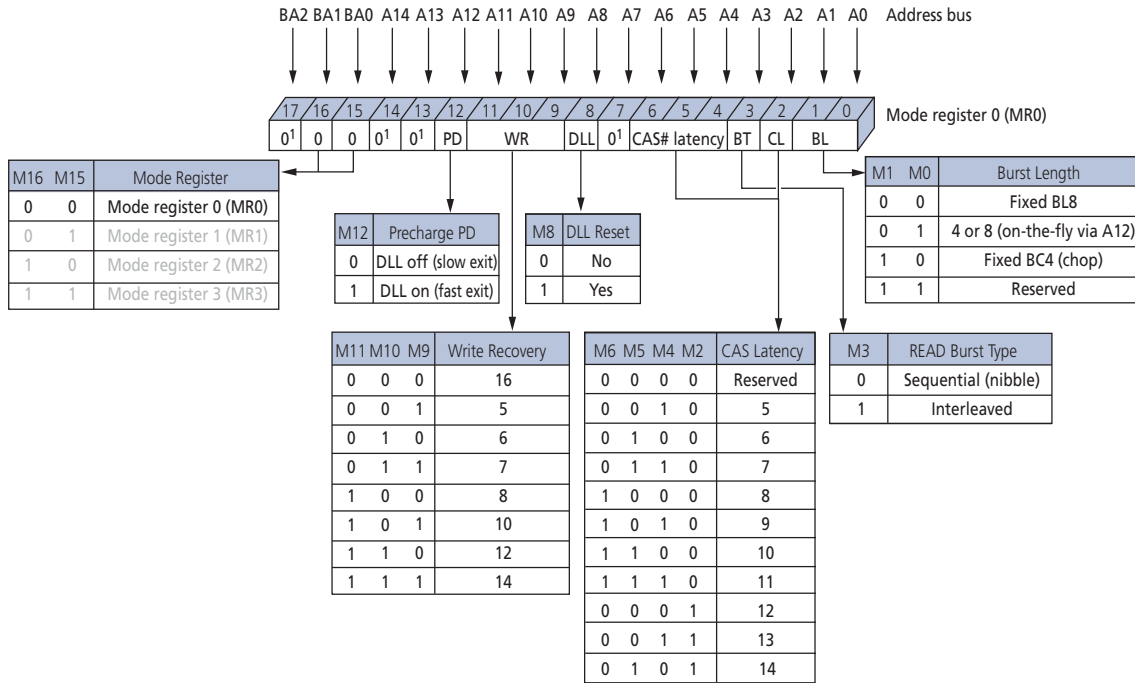 BA2 BA1 BA0 A14 A13 A12 A11 A10 A9 A8 A7 A6 A5 A4 A3 A2 A1 A0 Address bus
17 16 15 14 13 12 11 10 9 8 7 6 5 4 3 2 1 0 Mode register 0 (MR0)
0¹ 0 0 0¹ 0¹ PD WR DLL 0¹ CAS# latency BT CL BL
M16 M15 Mode Register
0 0 Mode register 0 (MR0)
0 1 Mode register 1 (MR1)
1 0 Mode register 2 (MR2)
1 1 Mode register 3 (MR3)
M12 Precharge PD
0 DLL off (slow exit)
1 DLL on (fast exit)
M8 DLL Reset
0 No
1 Yes
M1 M0 Burst Length
0 0 Fixed BL8
0 1 4 or 8 (on-the-fly via A12)
1 0 Fixed BC4 (chop)
1 1 Reserved
M11 M10 M9 Write Recovery
0 0 0 16
0 0 1 5
0 1 0 6
0 1 1 7
1 0 0 8
1 0 1 10
1 1 0 12
1 1 1 14
M6 M5 M4 M2 CAS Latency
0 0 0 0 Reserved
0 0 1 0 5
0 1 0 0 6
0 1 1 0 7
1 0 0 0 8
1 0 1 0 9
1 1 0 0 10
1 1 1 0 11
0 0 0 1 12
0 0 1 1 13
0 1 0 1 14
M3 READ Burst Type
0 Sequential (nibble)
1 Interleaved